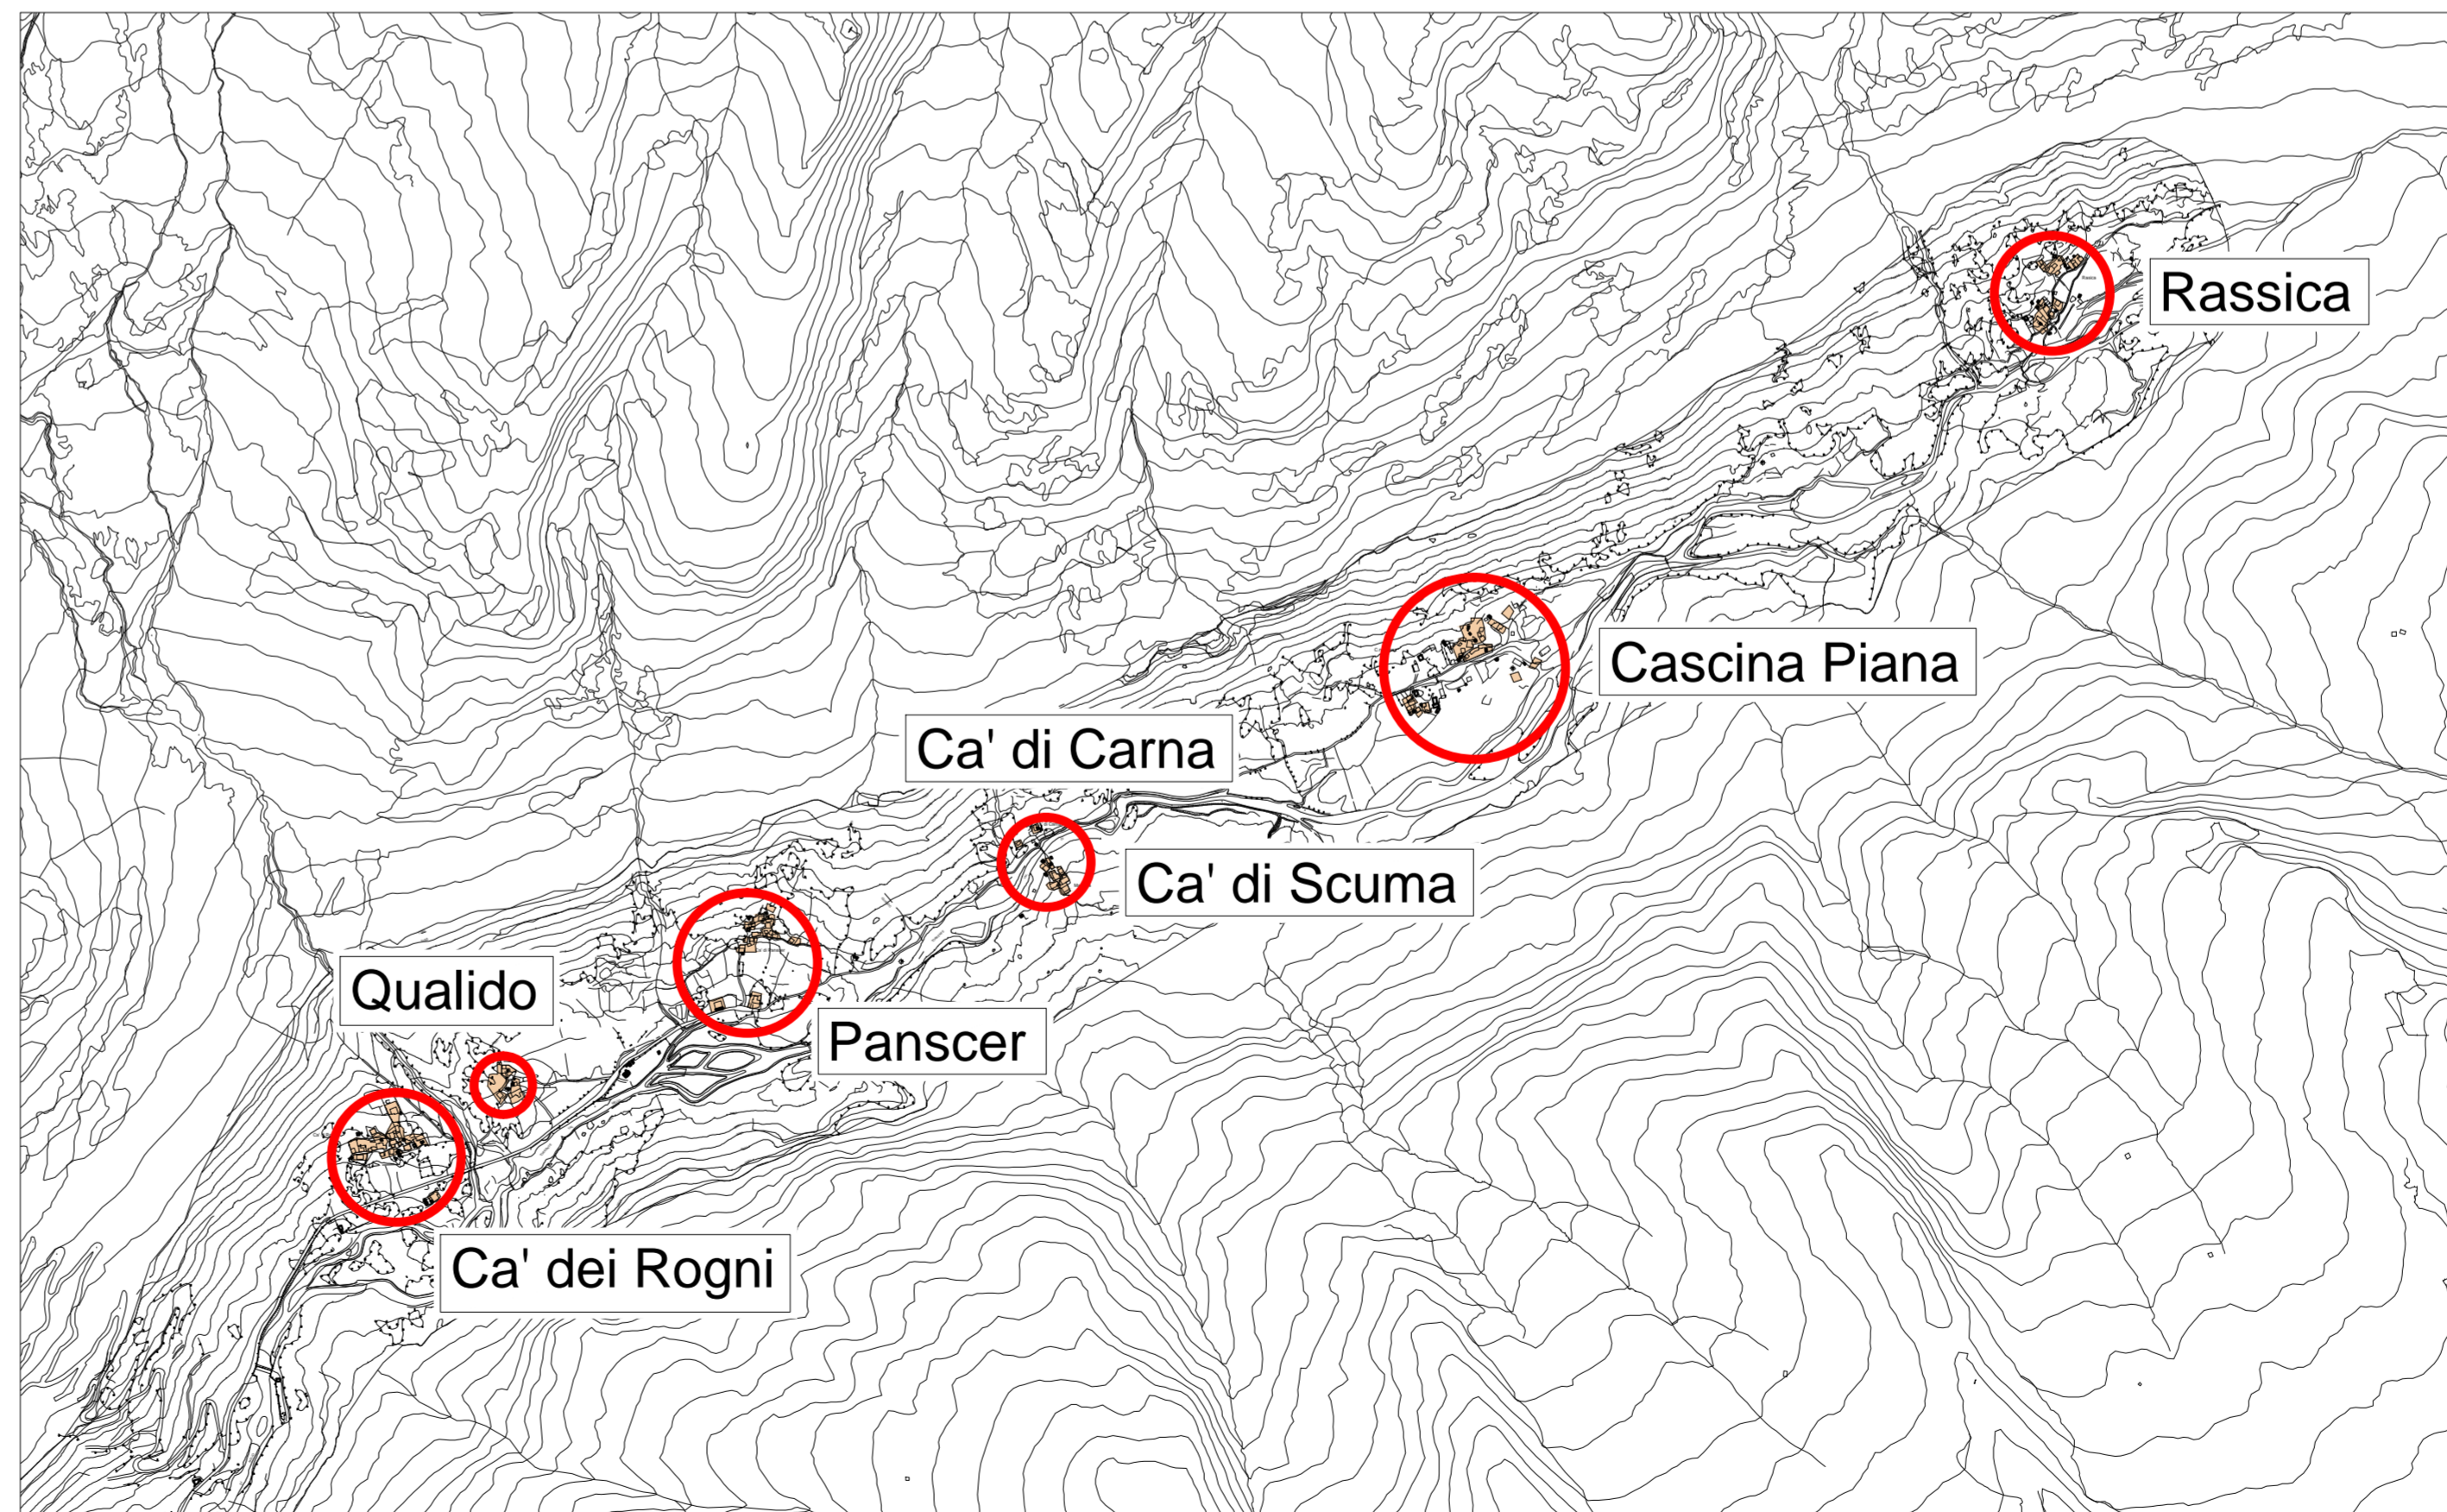 Rassica
Cascina Piana
Ca' di Carna
Ca' di Scuma
Qualido
Panscer
Ca' dei Rogni